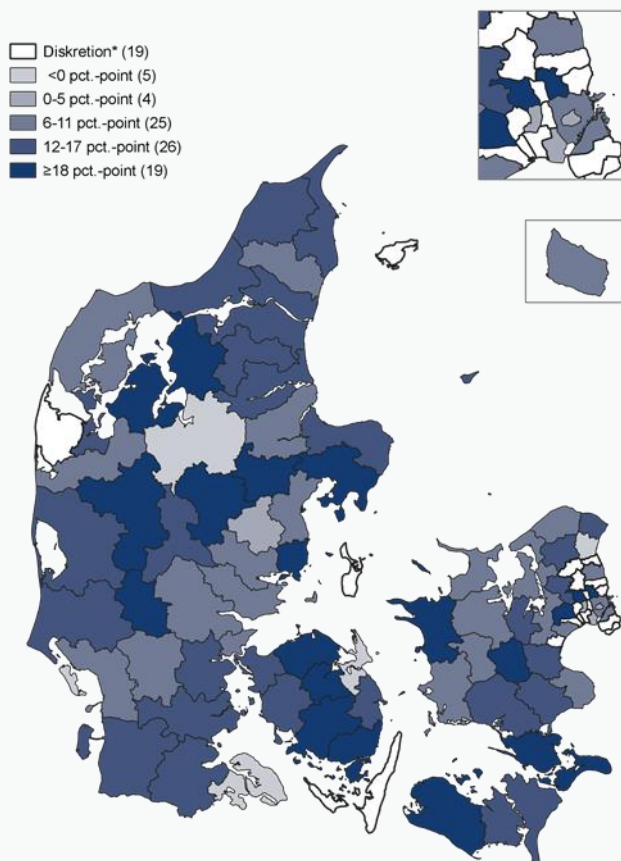 Diskretion* (19)
<0 pct.-point (5)
0-5 pct.-point (4)
6-11 pct.-point (25)
12-17 pct.-point (26)
≥18 pct.-point (19)